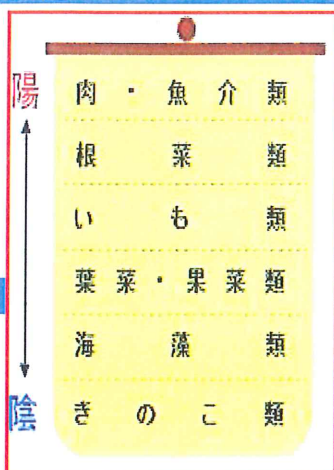 陽
肉・魚介類
根菜類
いも類
葉菜・果菜類
海藻類
陰
きのこ類